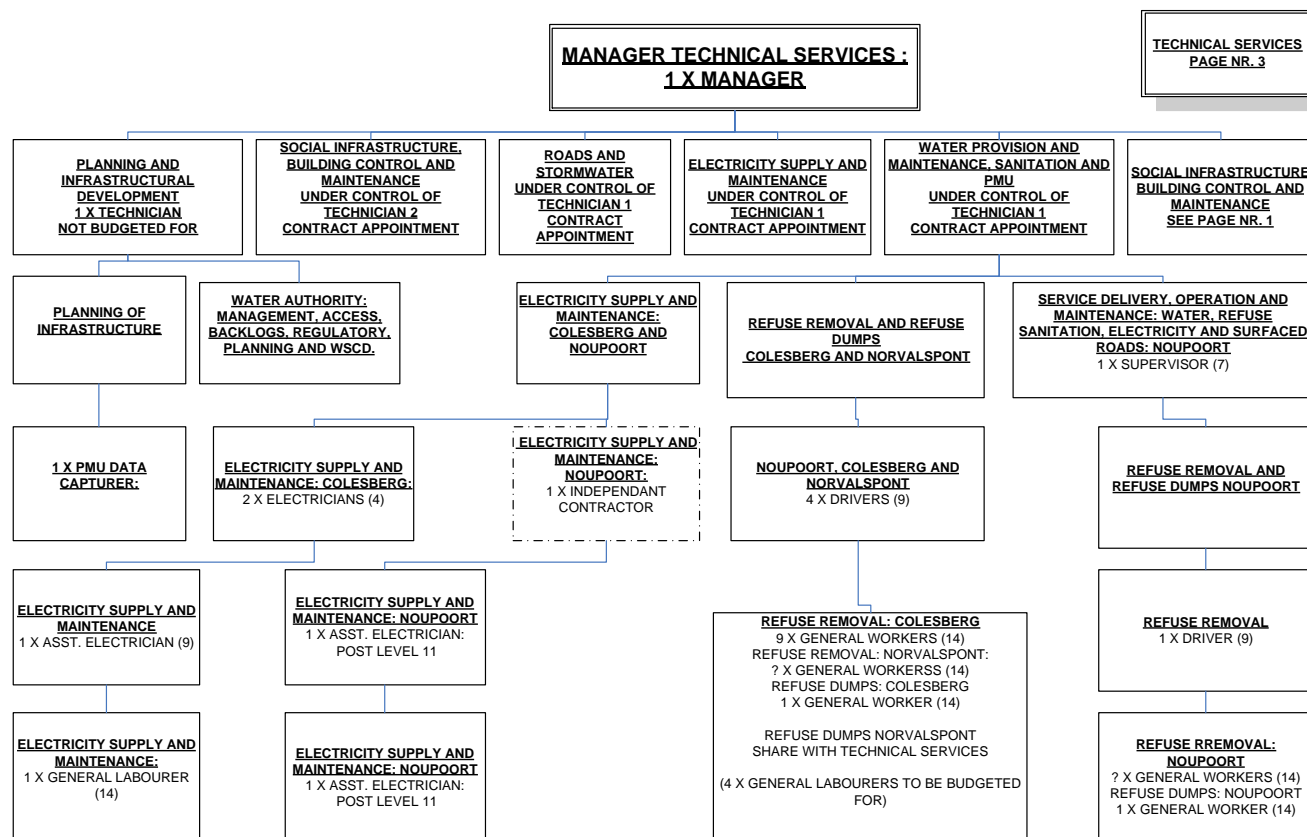 MANAGER TECHNICAL SERVICES :
1 X MANAGER
TECHNICAL SERVICES
PAGE NR. 3
PLANNING AND
INFRASTRUCTURAL
DEVELOPMENT
1 X TECHNICIAN
NOT BUDGETED FOR
SOCIAL INFRASTRUCTURE,
BUILDING CONTROL AND
MAINTENANCE
UNDER CONTROL OF
TECHNICIAN 2
CONTRACT APPOINTMENT
ROADS AND
STORMWATER
UNDER CONTROL OF
TECHNICIAN 1
CONTRACT
APPOINTMENT
ELECTRICITY SUPPLY AND
MAINTENANCE
UNDER CONTROL OF
TECHNICIAN 1
CONTRACT APPOINTMENT
WATER PROVISION AND
MAINTENANCE, SANITATION AND
PMU
UNDER CONTROL OF
TECHNICIAN 1
CONTRACT APPOINTMENT
SOCIAL INFRASTRUCTURE
BUILDING CONTROL AND
MAINTENANCE
SEE PAGE NR. 1
PLANNING OF
INFRASTRUCTURE
WATER AUTHORITY:
MANAGEMENT, ACCESS,
BACKLOGS, REGULATORY,
PLANNING AND WSCD.
ELECTRICITY SUPPLY AND
MAINTENANCE:
COLESBERG AND
NOUPOORT
REFUSE REMOVAL AND REFUSE
DUMPS
COLESBERG AND NORVALSPONT
SERVICE DELIVERY, OPERATION AND
MAINTENANCE: WATER, REFUSE
SANITATION, ELECTRICITY AND SURFACED
ROADS: NOUPOORT
1 X SUPERVISOR (7)
1 X PMU DATA
CAPTURER:
ELECTRICITY SUPPLY AND
MAINTENANCE: COLESBERG:
2 X ELECTRICIANS (4)
ELECTRICITY SUPPLY AND
MAINTENANCE:
NOUPOORT:
1 X INDEPENDANT
CONTRACTOR
NOUPOORT, COLESBERG AND
NORVALSPONT
4 X DRIVERS (9)
REFUSE REMOVAL AND
REFUSE DUMPS NOUPOORT
ELECTRICITY SUPPLY AND
MAINTENANCE
1 X ASST. ELECTRICIAN (9)
ELECTRICITY SUPPLY AND
MAINTENANCE: NOUPOORT
1 X ASST. ELECTRICIAN:
POST LEVEL 11
REFUSE REMOVAL: COLESBERG
9 X GENERAL WORKERS (14)
REFUSE REMOVAL: NORVALSPONT:
? X GENERAL WORKERSS (14)
REFUSE DUMPS: COLESBERG
1 X GENERAL WORKER (14)
REFUSE DUMPS NORVALSPONT
SHARE WITH TECHNICAL SERVICES
(4 X GENERAL LABOURERS TO BE BUDGETED
FOR)
REFUSE REMOVAL
1 X DRIVER (9)
ELECTRICITY SUPPLY AND
MAINTENANCE:
1 X GENERAL LABOURER
(14)
ELECTRICITY SUPPLY AND
MAINTENANCE: NOUPOORT
1 X ASST. ELECTRICIAN:
POST LEVEL 11
REFUSE RREMOVAL:
NOUPOORT
? X GENERAL WORKERS (14)
REFUSE DUMPS: NOUPOORT
1 X GENERAL WORKER (14)